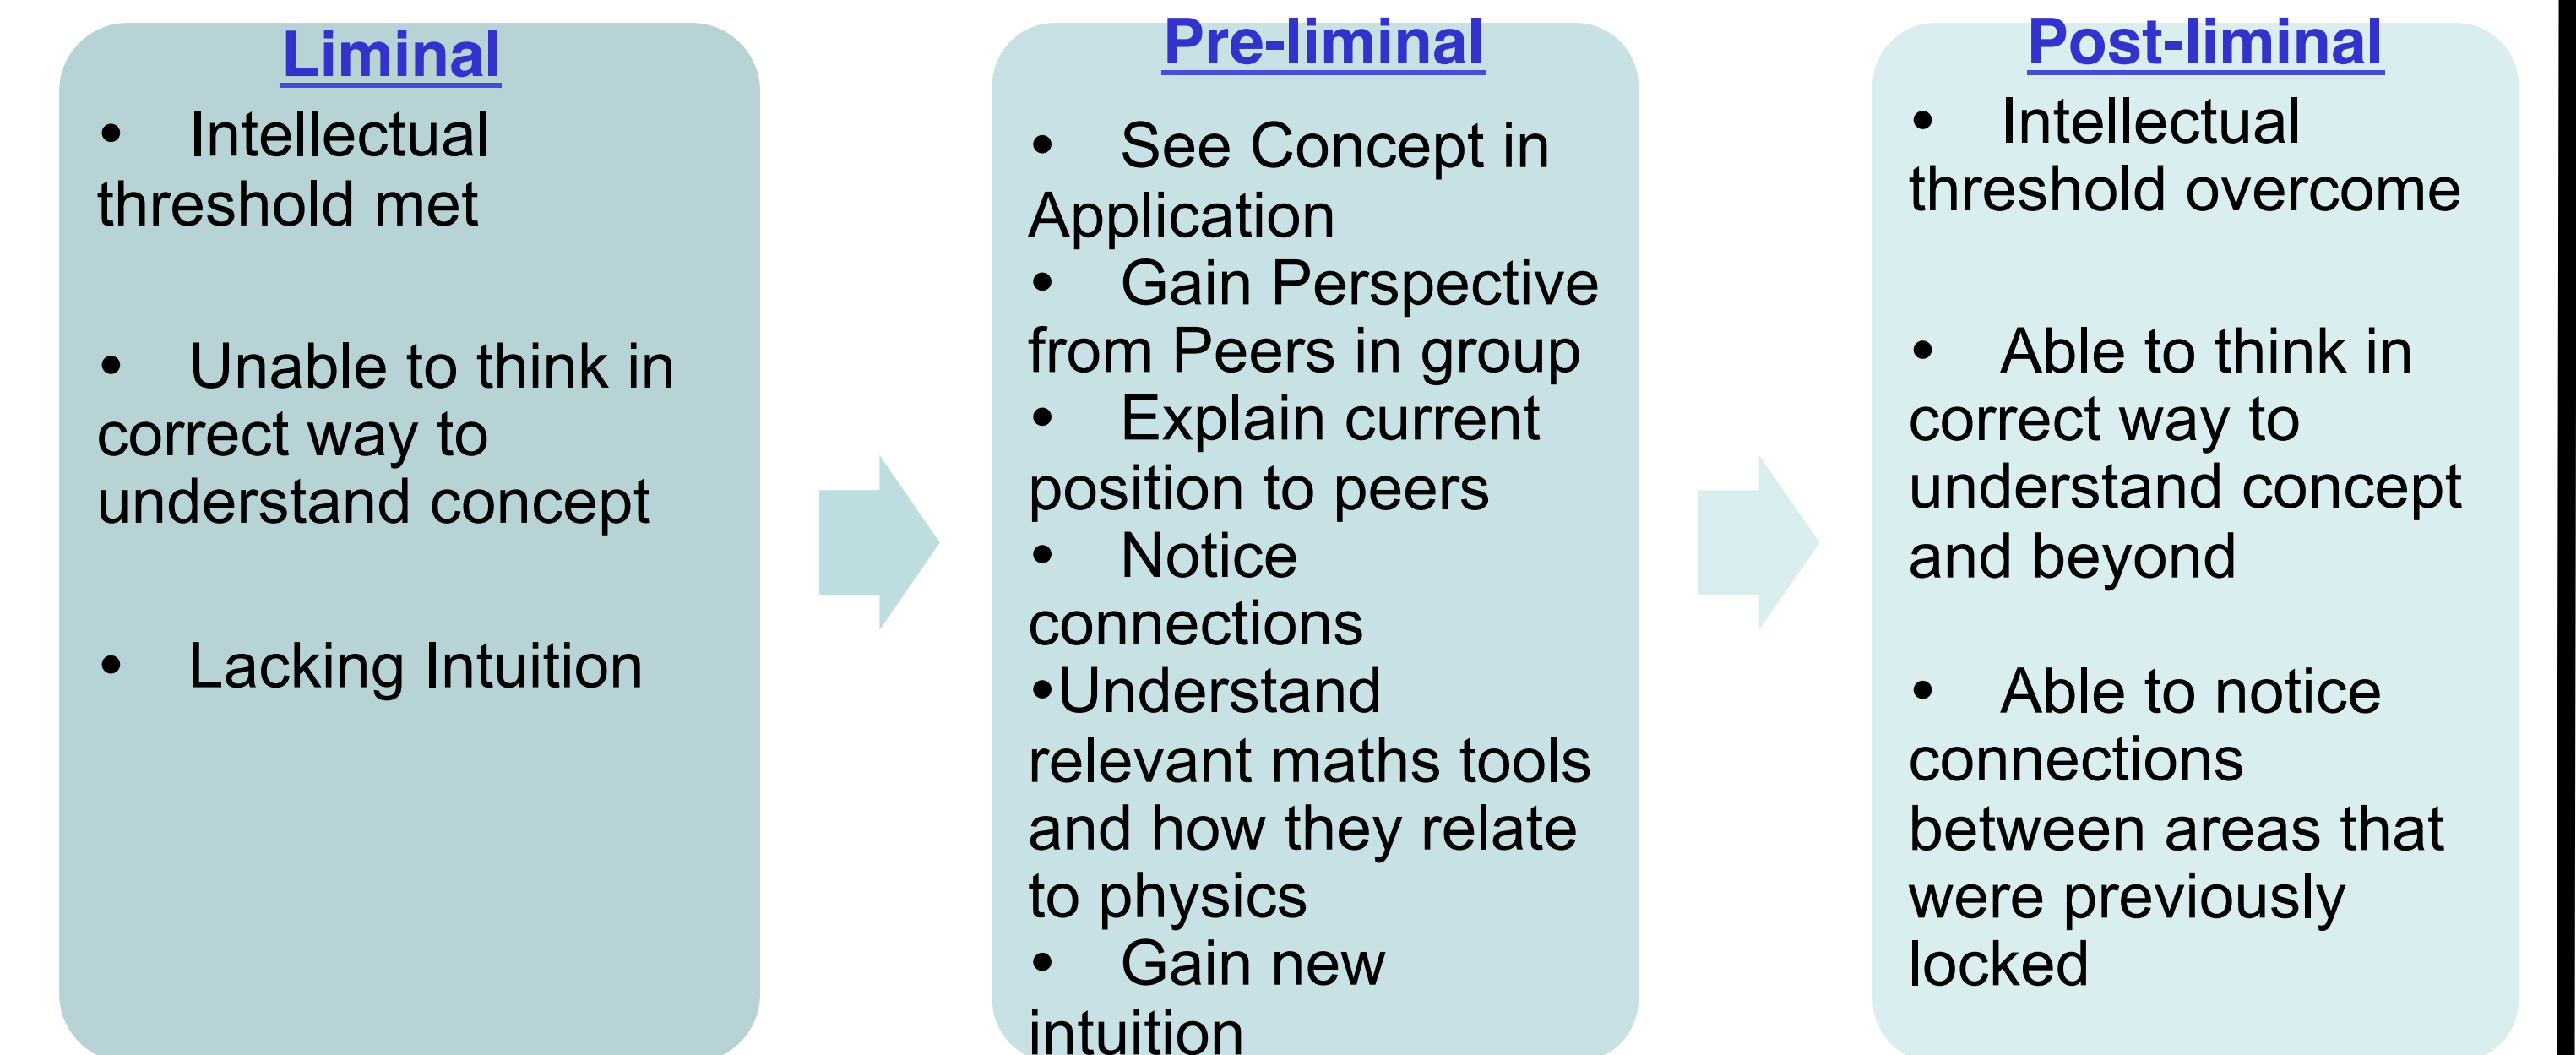 Liminal
• Intellectual
threshold met
• Unable to think in
correct way to
understand concept
• Lacking Intuition
Pre-liminal
• See Concept in
Application
• Gain Perspective
from Peers in group
• Explain current
position to peers
• Notice
connections
•Understand
relevant maths tools
and how they relate
to physics
• Gain new
intuition
Post-liminal
• Intellectual
threshold overcome
• Able to think in
correct way to
understand concept
and beyond
• Able to notice
connections
between areas that
were previously
locked